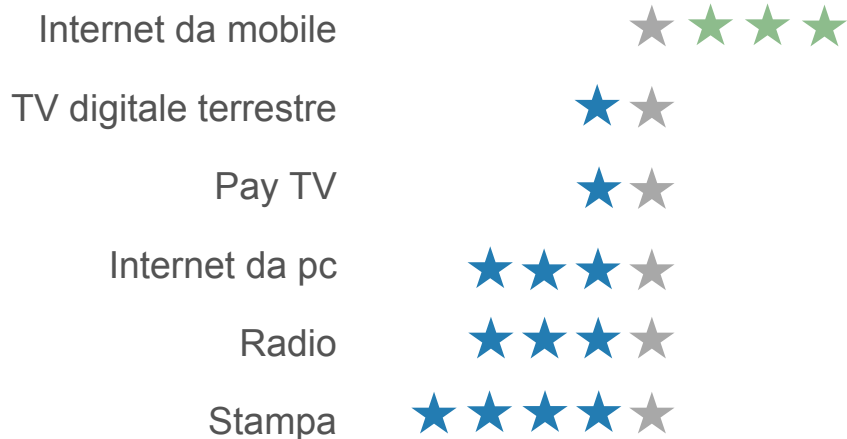 Internet da mobile
TV digitale terrestre
Pay TV
Internet da pc
Radio
Stampa